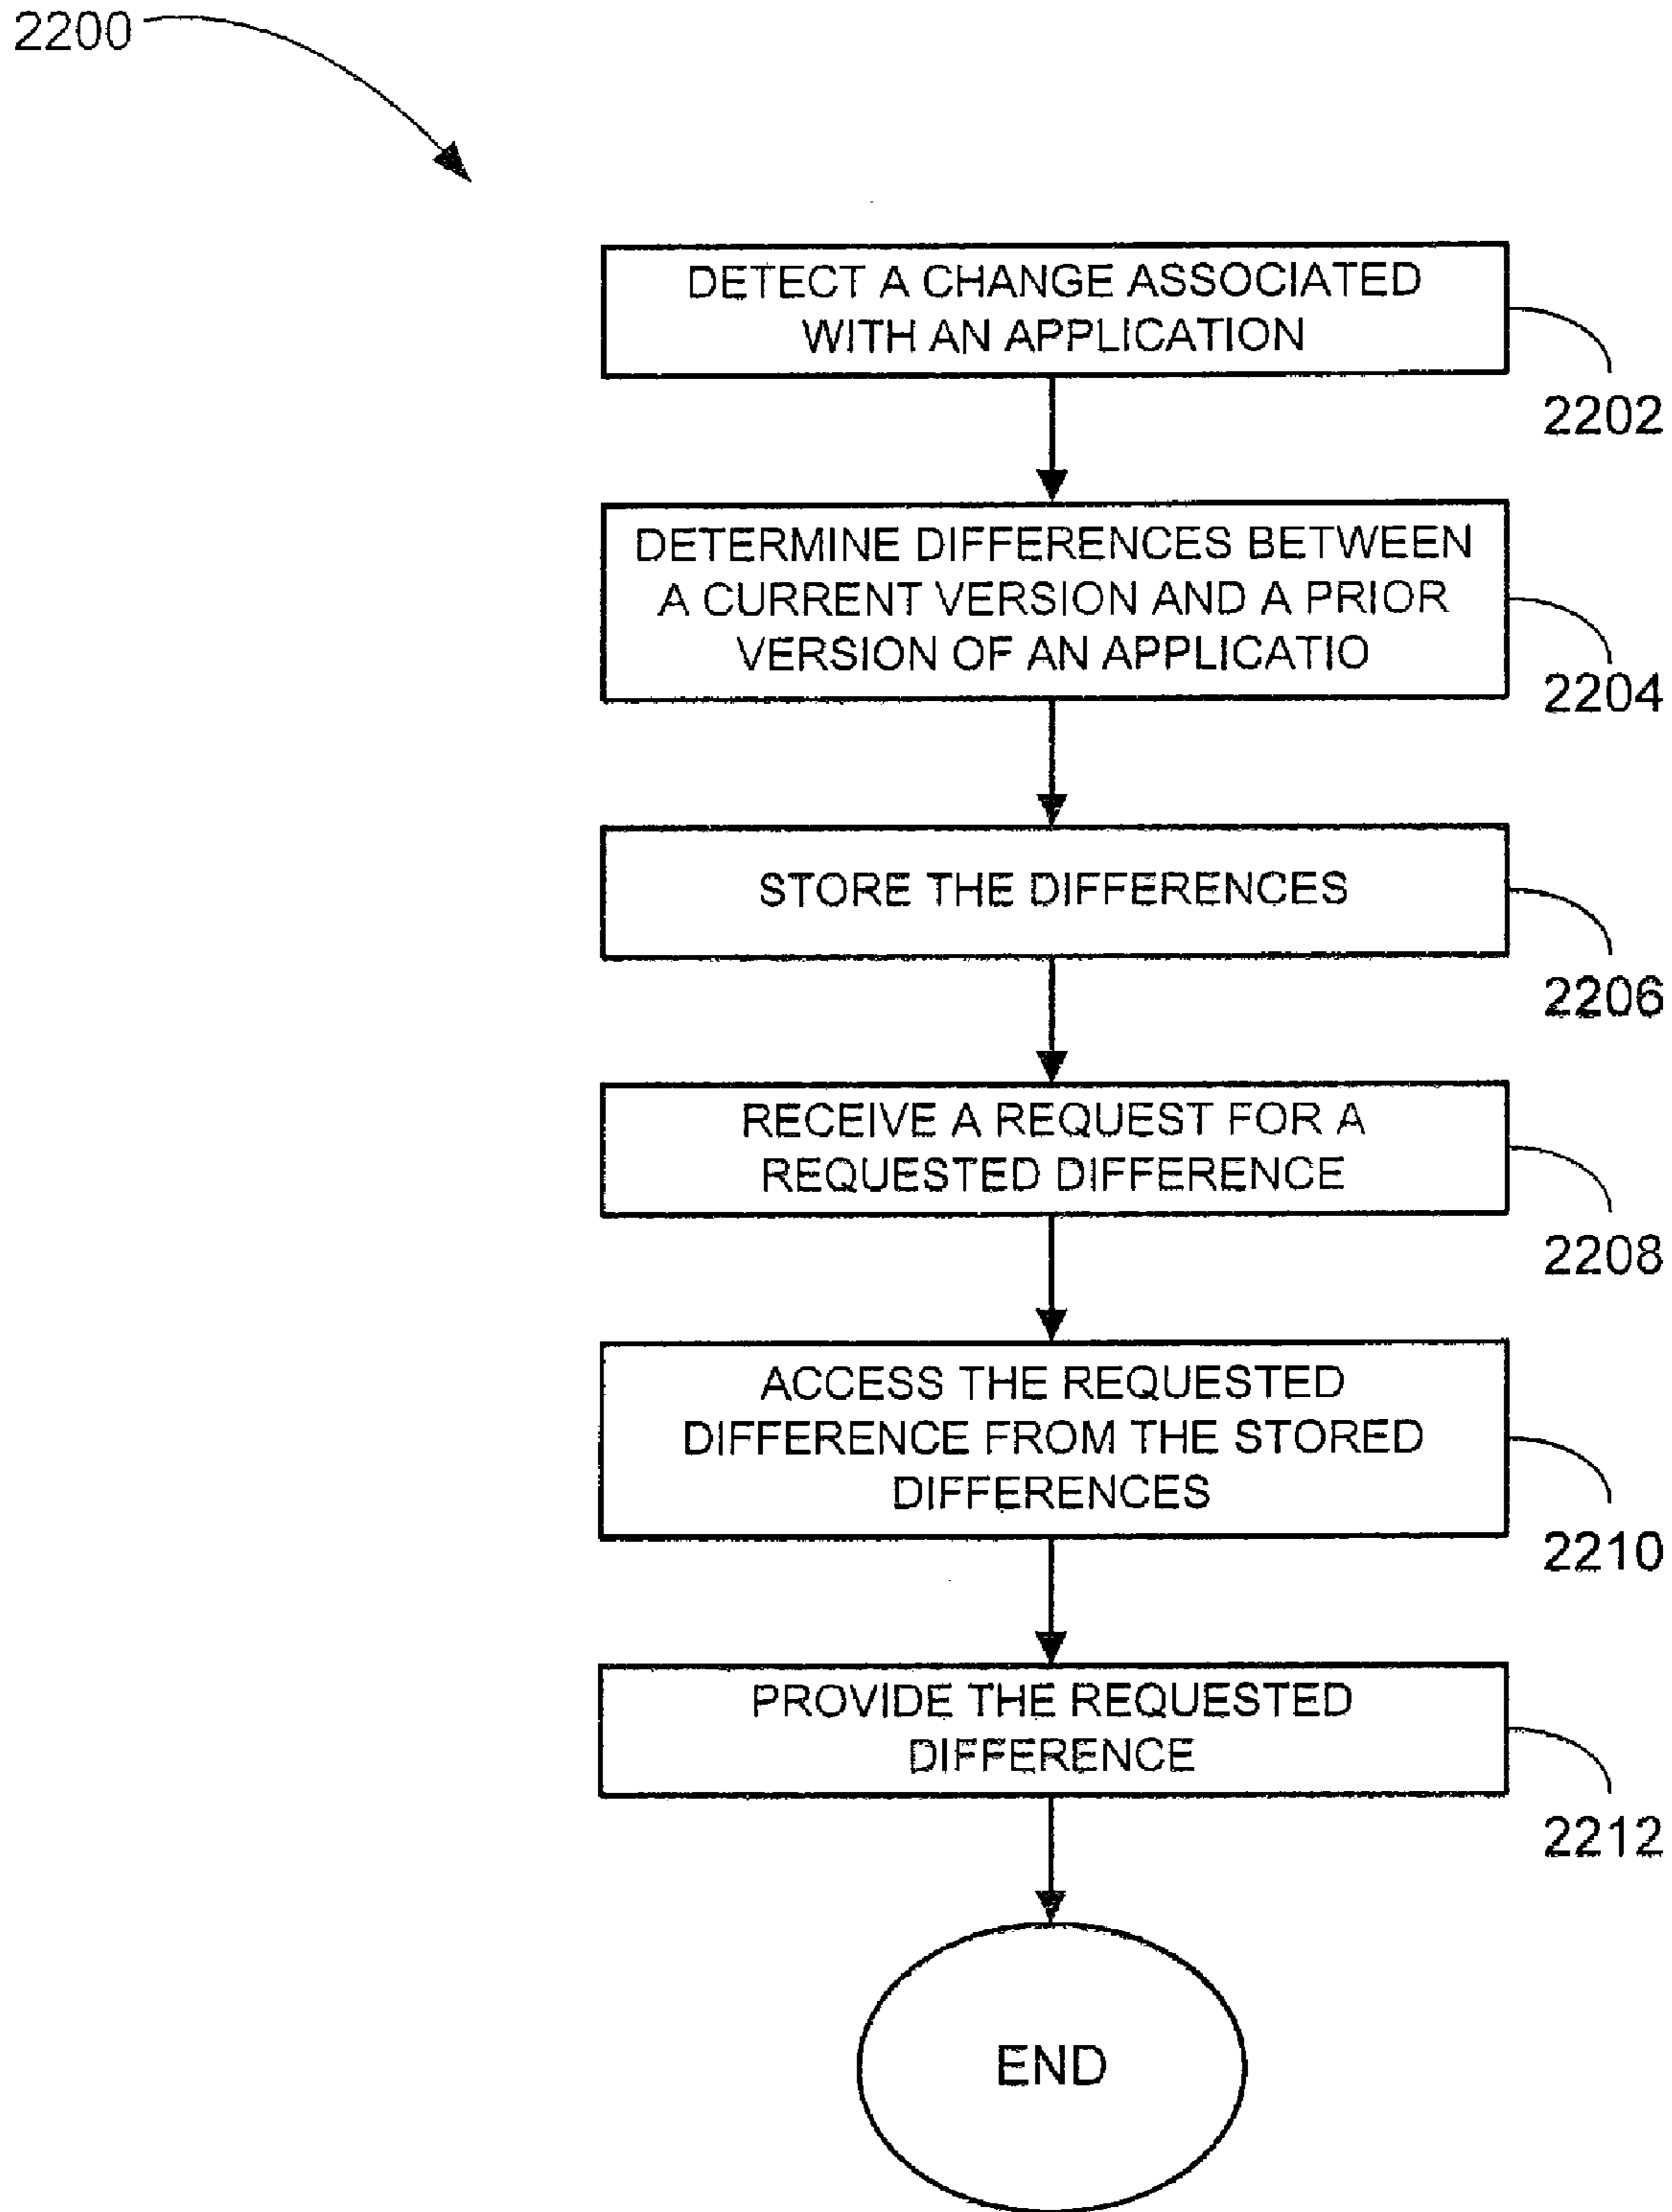 2200
DETECT A CHANGE ASSOCIATED
WITH AN APPLICATION
2202
DETERMINE DIFFERENCES BETWEEN
A CURRENT VERSION AND A PRIOR
VERSION OF AN APPLICATIO
2204
STORE THE DIFFERENCES
2206
RECEIVE A REQUEST FOR A
REQUESTED DIFFERENCE
2208
ACCESS THE REQUESTED
DIFFERENCE FROM THE STORED
DIFFERENCES
2210
PROVIDE THE REQUESTED
DIFFERENCE
2212
END